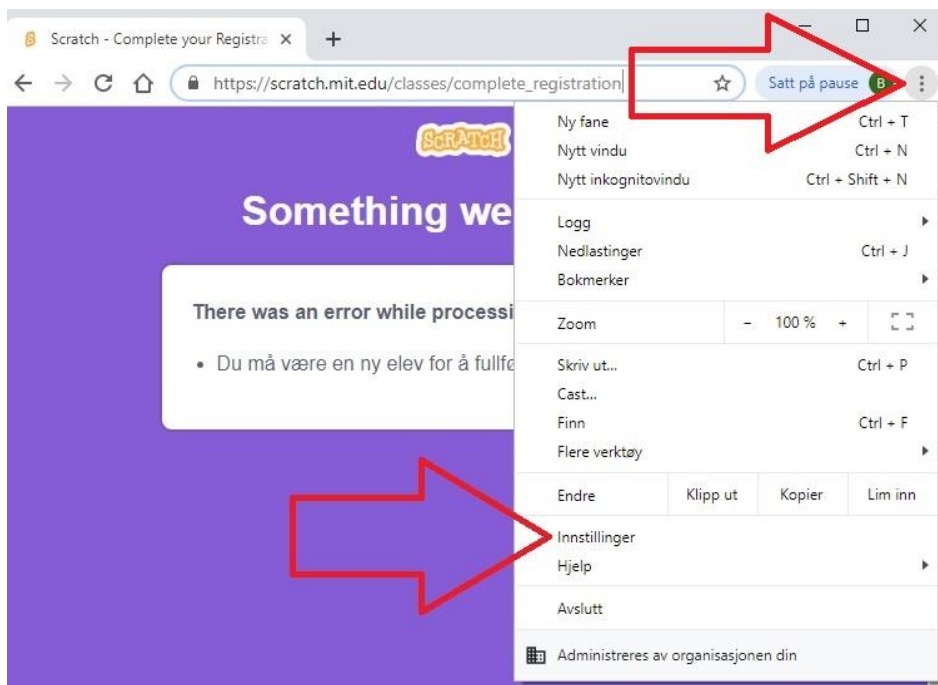 Scratch - Complete your Registra
https://scratch.mit.edu/classes/complete_registration
Satt på pause B
SCRATCH
Something we
There was an error while processi
Du må være en ny elev for å fullfø
Ny fane Ctrl + T
Nytt vindu Ctrl + N
Nytt inkognitovindu Ctrl + Shift + N
Logg
Nedlastinger Ctrl + J
Bokmerker
Zoom - 100 % +
Skriv ut... Ctrl + P
Cast...
Finn Ctrl + F
Flere verktøy
Endre Klipp ut Kopier Lim inn
Innstillinger
Hjelp
Avslutt
Administreres av organisasjonen din